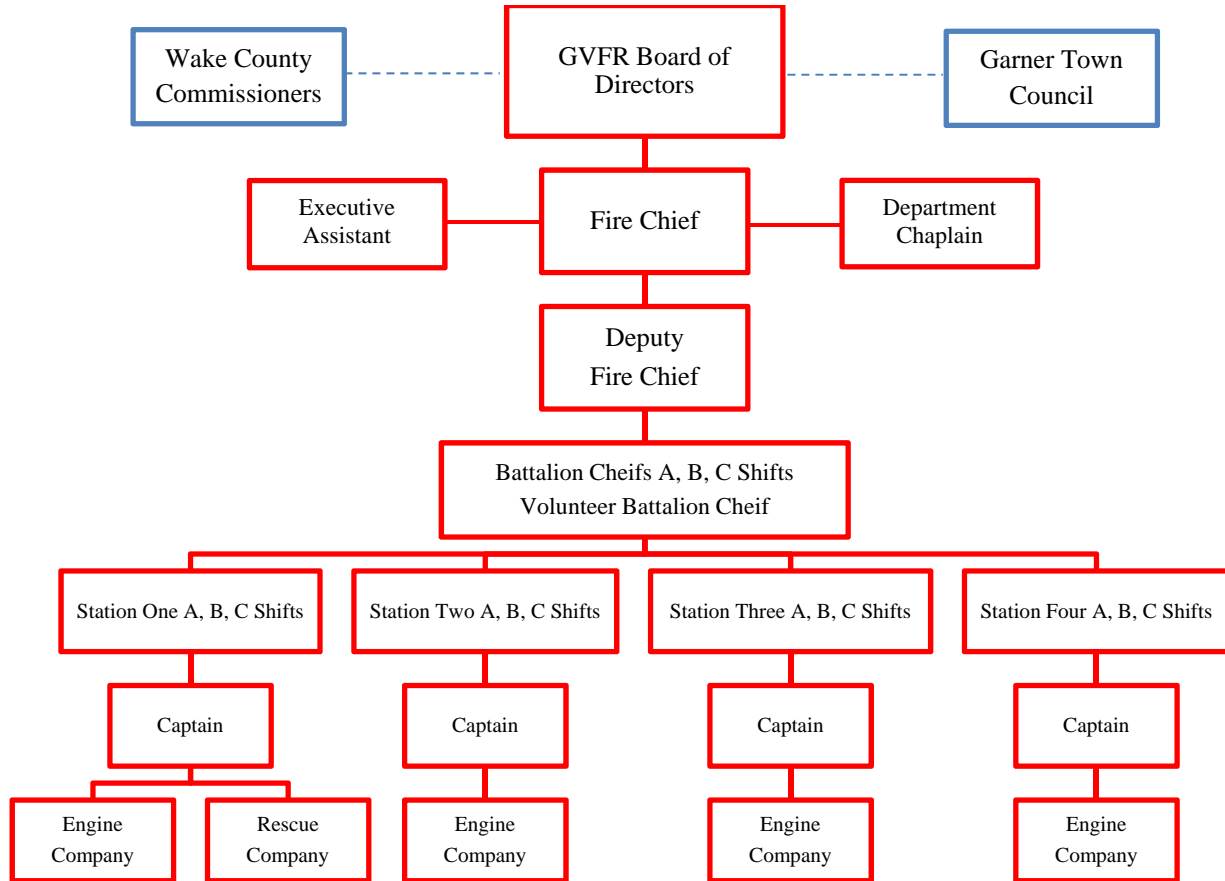 Wake County
Commissioners
GVFR Board of
Directors
Garner Town
Council
Executive
Assistant
Fire Chief
Department
Chaplain
Deputy
Fire Chief
Battalion Cheifs A, B, C Shifts
Volunteer Battalion Cheif
Station One A, B, C Shifts
Station Two A, B, C Shifts
Station Three A, B, C Shifts
Station Four A, B, C Shifts
Captain
Captain
Captain
Captain
Engine
Company
Rescue
Company
Engine
Company
Engine
Company
Engine
Company